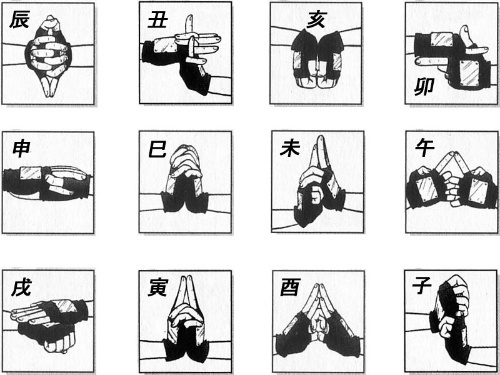 辰 丑 亥 卯
申 巳 未 午
戌 寅 酉 子